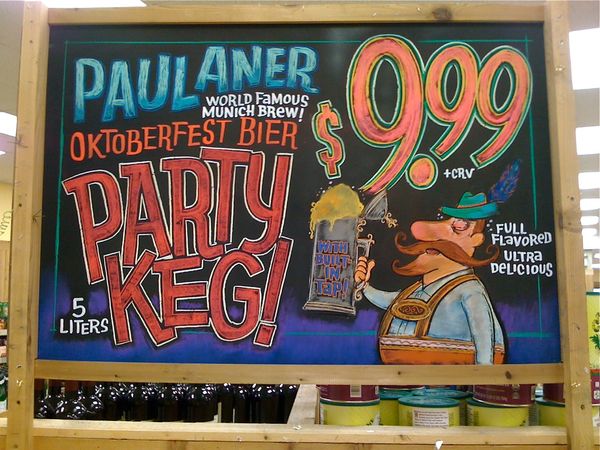 PAULANER
WORLD FAMOUS
MUNICH BREW!
OKTOBERFEST BIER
PARTY
KEG!
5
LITERS
$9.99
+CRV
WITH
BUILT-
IN
TAP!
FULL
FLAVORED
ULTRA
DELICIOUS